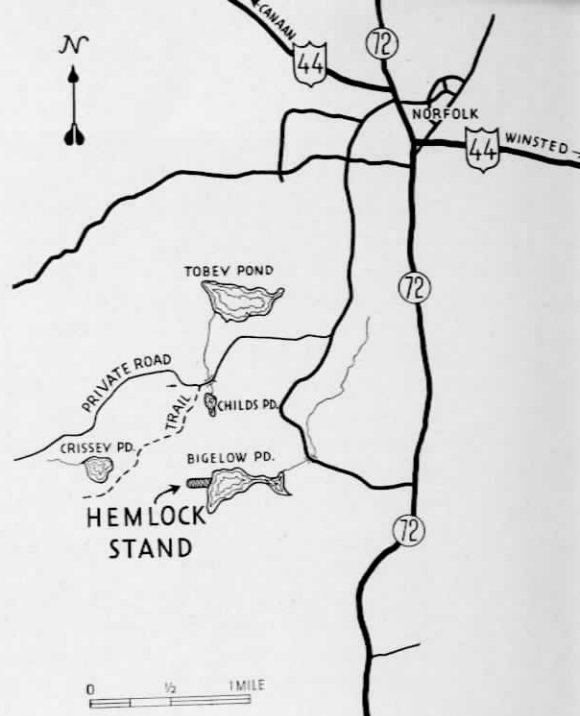 N
CANAAN
72
44
NORFOLK
44
WINSTED
72
TOBEY POND
PRIVATE ROAD
TRAIL
CHILDS PD.
CRISSEY PD.
BIGELOW PD.
HEMLOCK
STAND
72
0 ½ 1 MILE